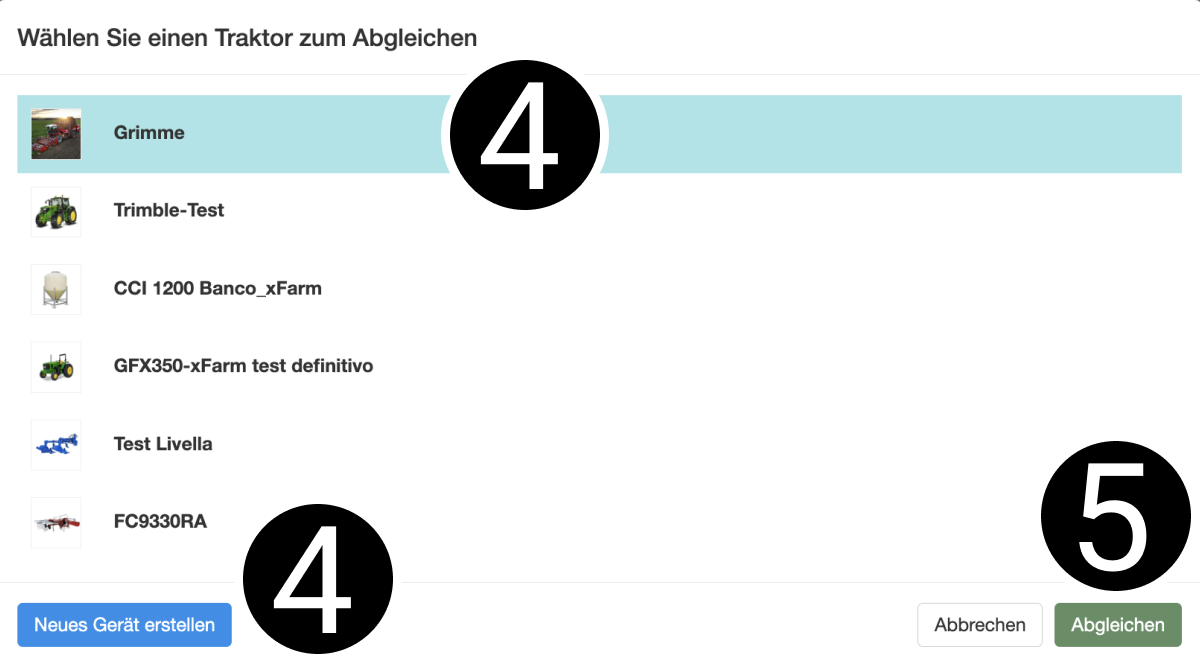 Wählen Sie einen Traktor zum Abgleichen
4
Grimme
Trimble-Test
CCI 1200 Banco_xFarm
GFX350-xFarm test definitivo
Test Livella
FC9330RA
5
4
Neues Gerät erstellen
Abbrechen
Abgleichen